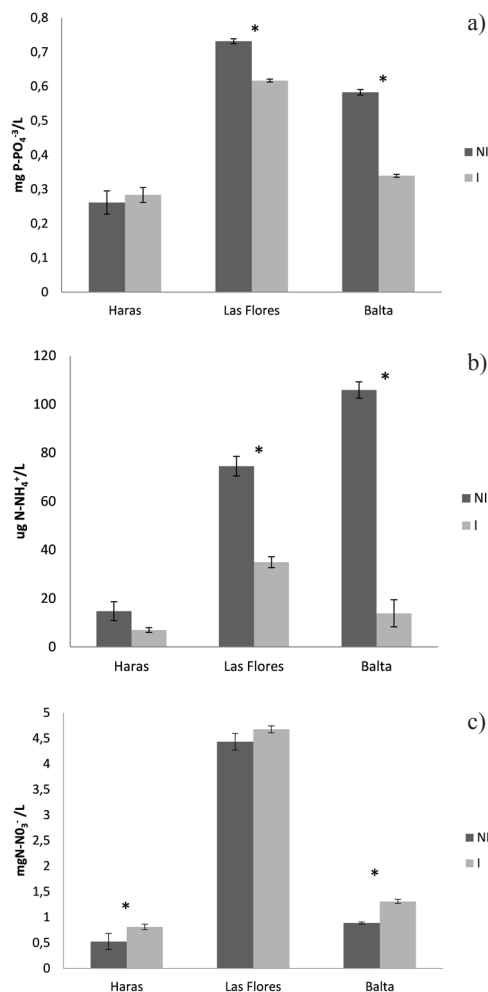 a)
mg P-PO₄⁻³/L
0,8
0,7
0,6
0,5
0,4
0,3
0,2
0,1
0
*
*
NI
I
Haras Las Flores Balta
b)
ug N-NH₄⁺/L
120
100
80
60
40
20
0
*
*
NI
I
Haras Las Flores Balta
c)
mgN-N0₃⁻/L
5
4,5
4
3,5
3
2,5
2
1,5
1
0,5
0
*
*
NI
I
Haras Las Flores Balta